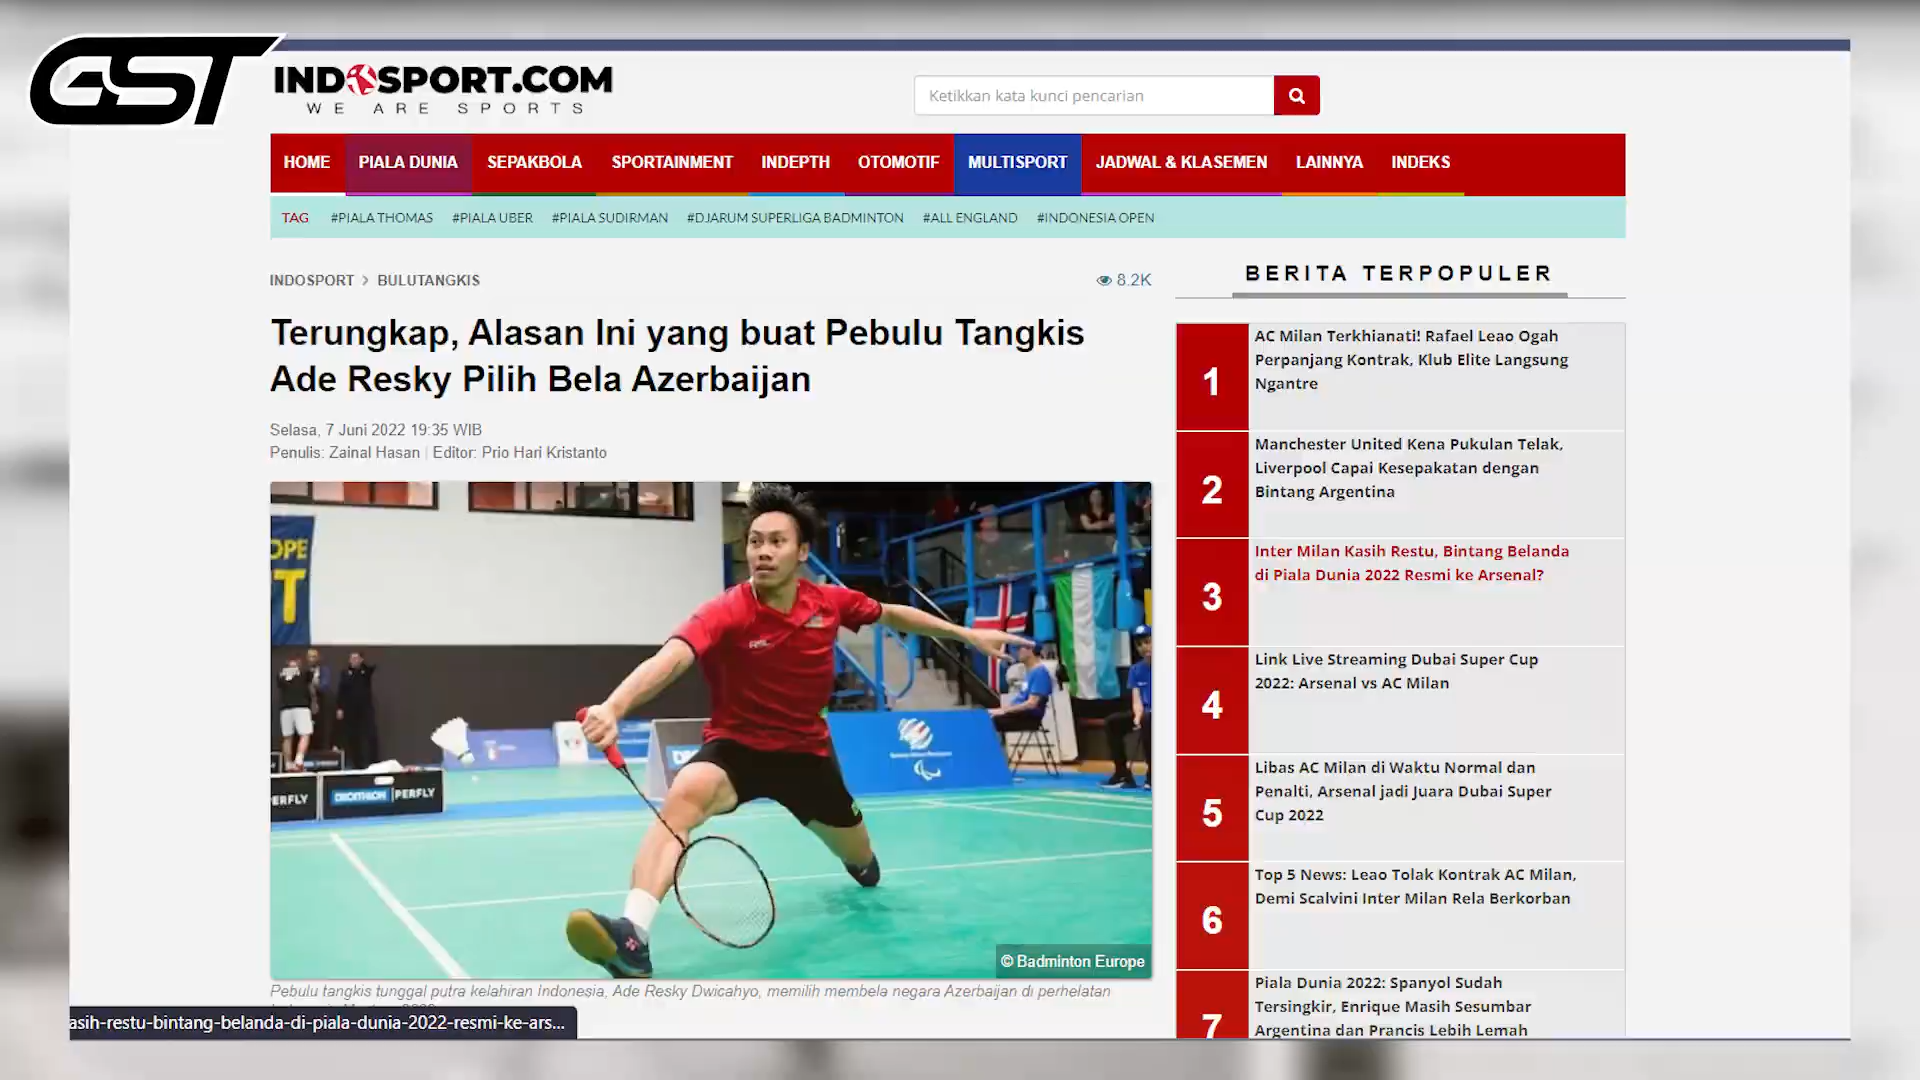 GST
INDOSPORT.COM
WE ARE SPORTS
Ketikkan kata kunci pencarian
HOME PIALA DUNIA SEPAKBOLA SPORTAINMENT INDEPTH OTOMOTIF MULTISPORT JADWAL & KLASEMEN LAINNYA INDEKS
TAG #PIALA THOMAS #PIALA UBER #PIALA SUDIRMAN #DJARUM SUPERLIGA BADMINTON #ALL ENGLAND #INDONESIA OPEN
INDOSPORT > BULUTANGKIS
8.2K
Terungkap, Alasan Ini yang buat Pebulu Tangkis
Ade Resky Pilih Bela Azerbaijan
Selasa, 7 Juni 2022 19:35 WIB
Penulis: Zainal Hasan | Editor: Prio Hari Kristanto
OPE
T
ERFLY
DECATHLON PERFLY
© Badminton Europe
Pebulu tangkis tunggal putra kelahiran Indonesia, Ade Resky Dwicahyo, memilih membela negara Azerbaijan di perhelatan
asih-restu-bintang-belanda-di-piala-dunia-2022-resmi-ke-ars...
BERITA TERPOPULER
1
AC Milan Terkhianati! Rafael Leao Ogah
Perpanjang Kontrak, Klub Elite Langsung
Ngantre
2
Manchester United Kena Pukulan Telak,
Liverpool Capai Kesepakatan dengan
Bintang Argentina
3
Inter Milan Kasih Restu, Bintang Belanda
di Piala Dunia 2022 Resmi ke Arsenal?
4
Link Live Streaming Dubai Super Cup
2022: Arsenal vs AC Milan
5
Libas AC Milan di Waktu Normal dan
Penalti, Arsenal jadi Juara Dubai Super
Cup 2022
6
Top 5 News: Leao Tolak Kontrak AC Milan,
Demi Scalvini Inter Milan Rela Berkorban
7
Piala Dunia 2022: Spanyol Sudah
Tersingkir, Enrique Masih Sesumbar
Argentina dan Prancis Lebih Lemah